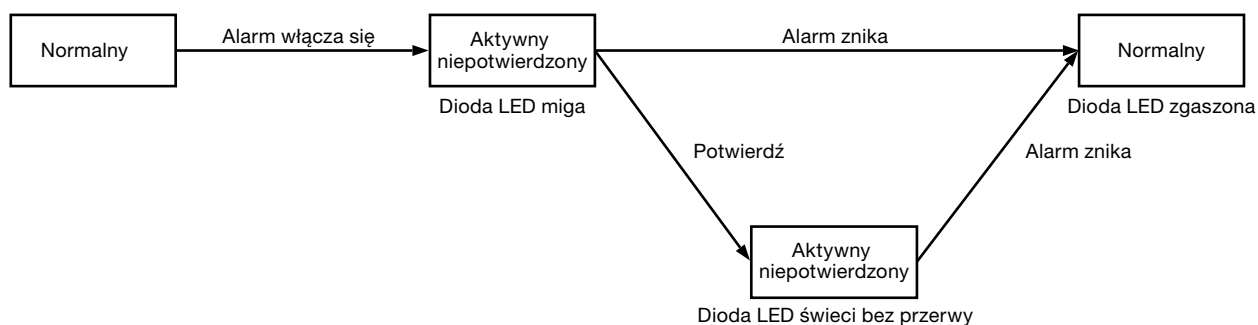 Normalny
Alarm włącza się
Aktywny
niepotwierdzony
Dioda LED miga
Alarm znika
Normalny
Dioda LED zgaszona
Potwierdź
Alarm znika
Aktywny
niepotwierdzony
Dioda LED świeci bez przerwy